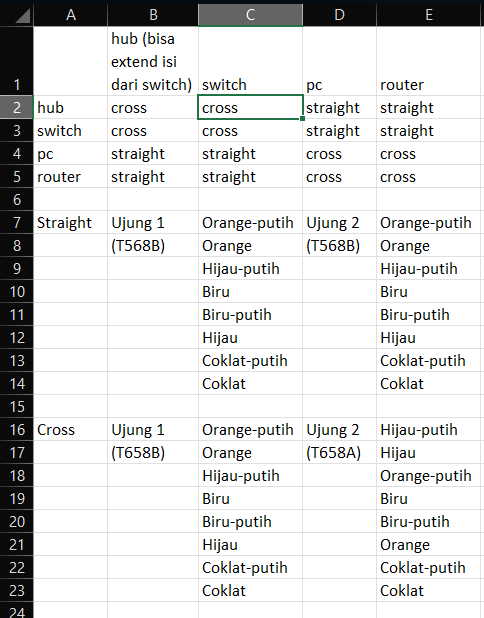 A B C D E
hub (bisa
extend isi
1 dari switch) switch pc router
2 hub cross cross straight straight
3 switch cross cross straight straight
4 pc straight straight cross cross
5 router straight straight cross cross
6
7 Straight Ujung 1 Orange-putih Ujung 2 Orange-putih
8 (T568B) Orange (T568B) Orange
9 Hijau-putih Hijau-putih
10 Biru Biru
11 Biru-putih Biru-putih
12 Hijau Hijau
13 Coklat-putih Coklat-putih
14 Coklat Coklat
15
16 Cross Ujung 1 Orange-putih Ujung 2 Hijau-putih
17 (T658B) Orange (T658A) Hijau
18 Hijau-putih Orange-putih
19 Biru Biru
20 Biru-putih Biru-putih
21 Hijau Orange
22 Coklat-putih Coklat-putih
23 Coklat Coklat
24